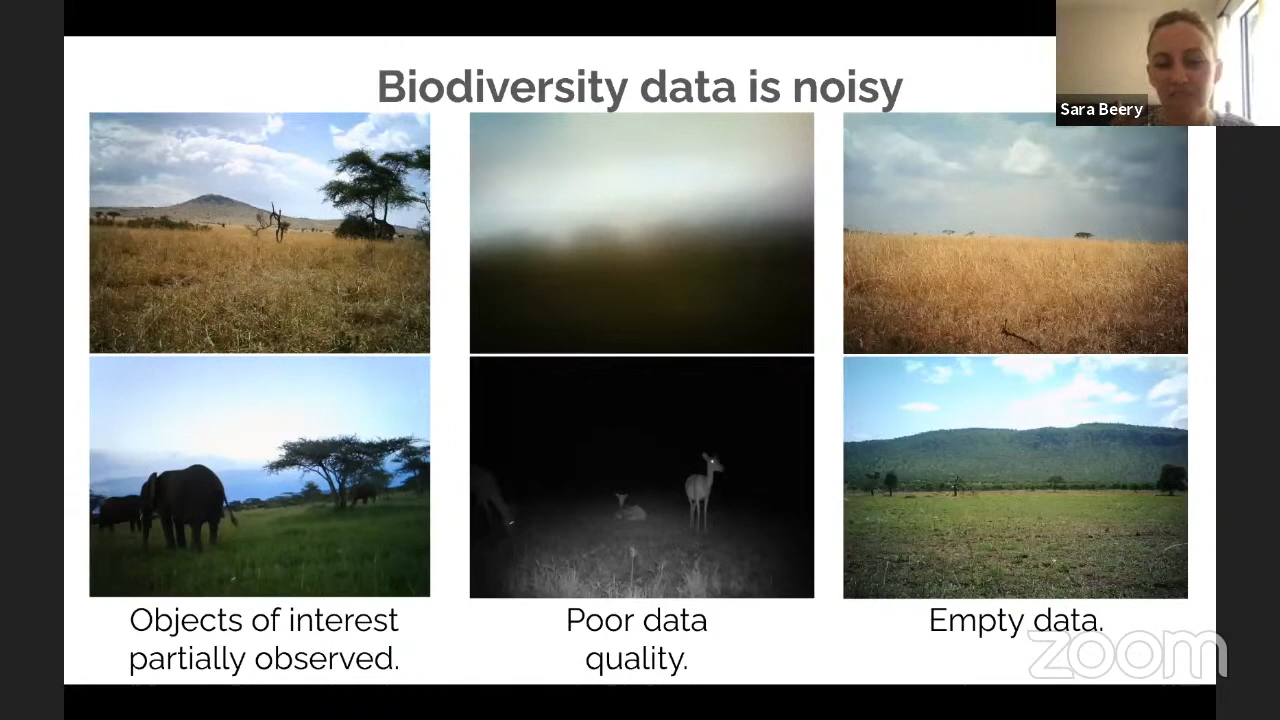 Biodiversity data is noisy
Sara Beery
Objects of interest
partially observed.
Poor data
quality.
Empty data.
zoom